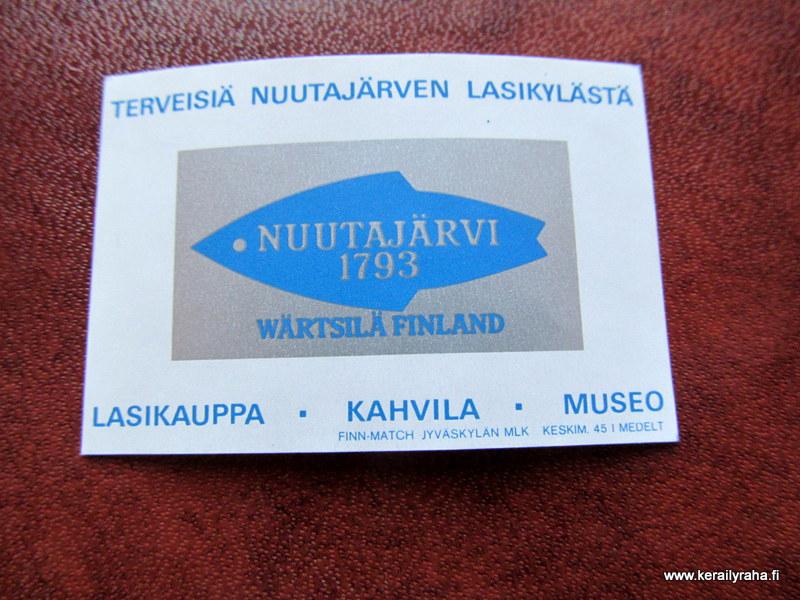 TERVEISIÄ NUUTAJÄRVEN LASIKYLÄSTÄ
NUUTAJÄRVI
1793
WÄRTSILÄ FINLAND
LASIKAUPPA · KAHVILA · MUSEO
FINN-MATCH JYVÄSKYLÄN MLK KESKIM. 45 I MEDELT
www.kerailyraha.fi